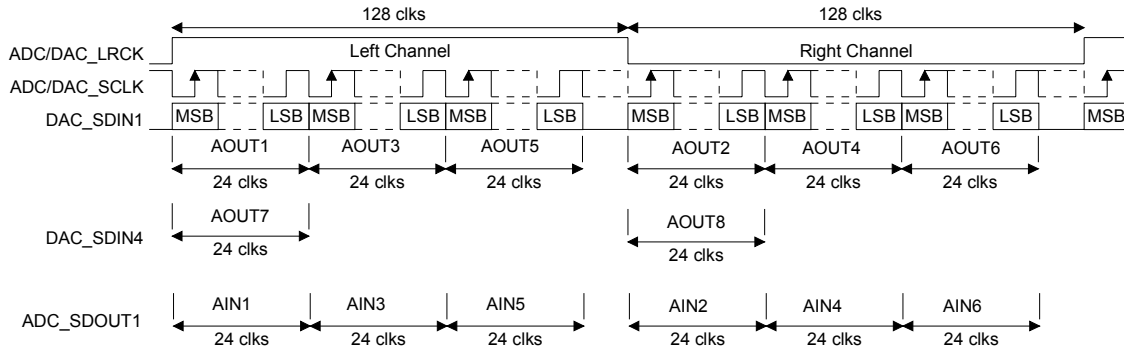 128 clks 128 clks
ADC/DAC_LRCK Left Channel Right Channel
ADC/DAC_SCLK
DAC_SDIN1 MSB LSB MSB LSB MSB LSB MSB LSB MSB LSB MSB LSB MSB
AOUT1 AOUT3 AOUT5 AOUT2 AOUT4 AOUT6
24 clks 24 clks 24 clks 24 clks 24 clks 24 clks
DAC_SDIN4 AOUT7 AOUT8
24 clks 24 clks
ADC_SDOUT1 AIN1 AIN3 AIN5 AIN2 AIN4 AIN6
24 clks 24 clks 24 clks 24 clks 24 clks 24 clks